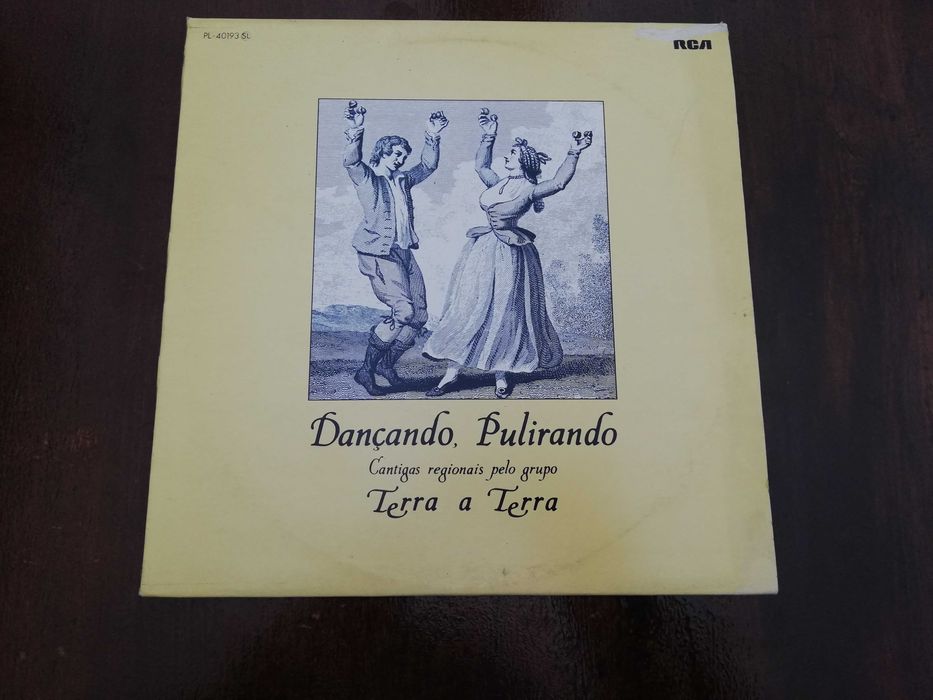 PL-40193 SL
RCA
Dançando, Pulirando
Cantigas regionais pelo grupo
Terra a Terra